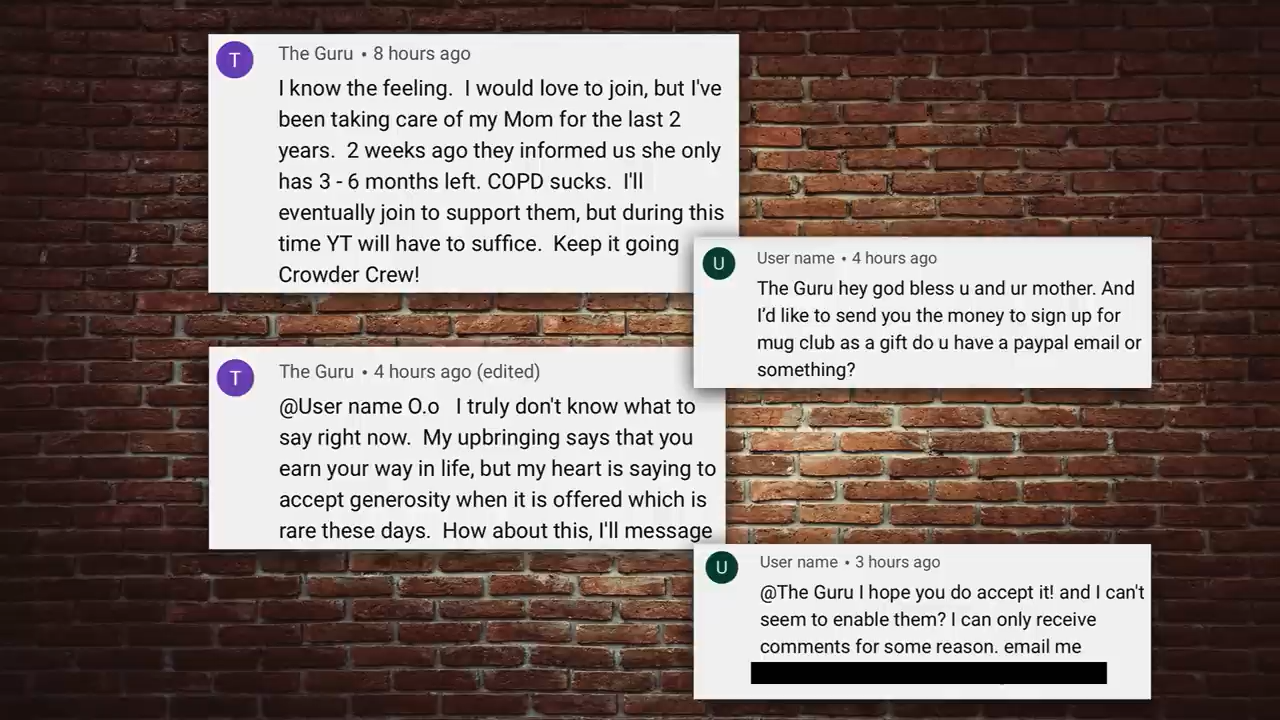 The Guru • 8 hours ago
T
I know the feeling.  I would love to join, but I've
been taking care of my Mom for the last 2
years.  2 weeks ago they informed us she only
has 3 - 6 months left. COPD sucks.  I'll
eventually join to support them, but during this
time YT will have to suffice.  Keep it going
Crowder Crew!
User name • 4 hours ago
U
The Guru hey god bless u and ur mother. And
I'd like to send you the money to sign up for
mug club as a gift do u have a paypal email or
something?
The Guru • 4 hours ago (edited)
T
@User name O.o   I truly don't know what to
say right now.  My upbringing says that you
earn your way in life, but my heart is saying to
accept generosity when it is offered which is
rare these days.  How about this, I'll message
User name • 3 hours ago
U
@The Guru I hope you do accept it! and I can't
seem to enable them? I can only receive
comments for some reason. email me